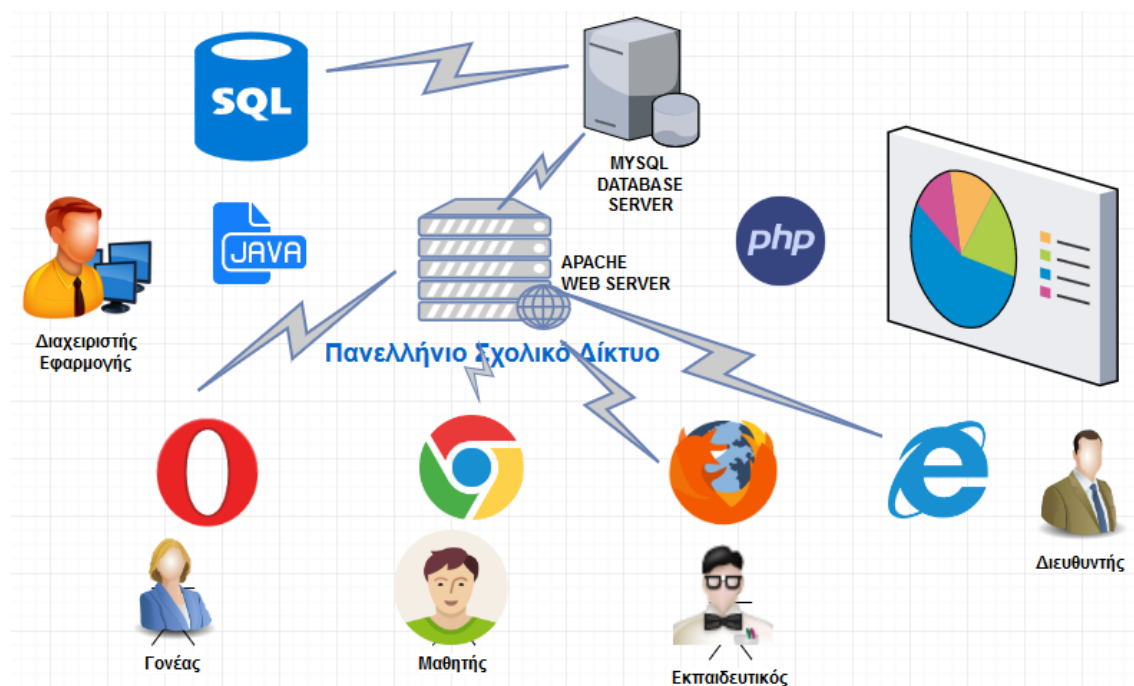 SQL
MYSQL
DATABASE
SERVER
JAVA
php
APACHE
WEB SERVER
Διαχειριστής
Εφαρμογής
Πανελλήνιο Σχολικό Δίκτυο
Διευθυντής
Γονέας
Μαθητής
Εκπαιδευτικός